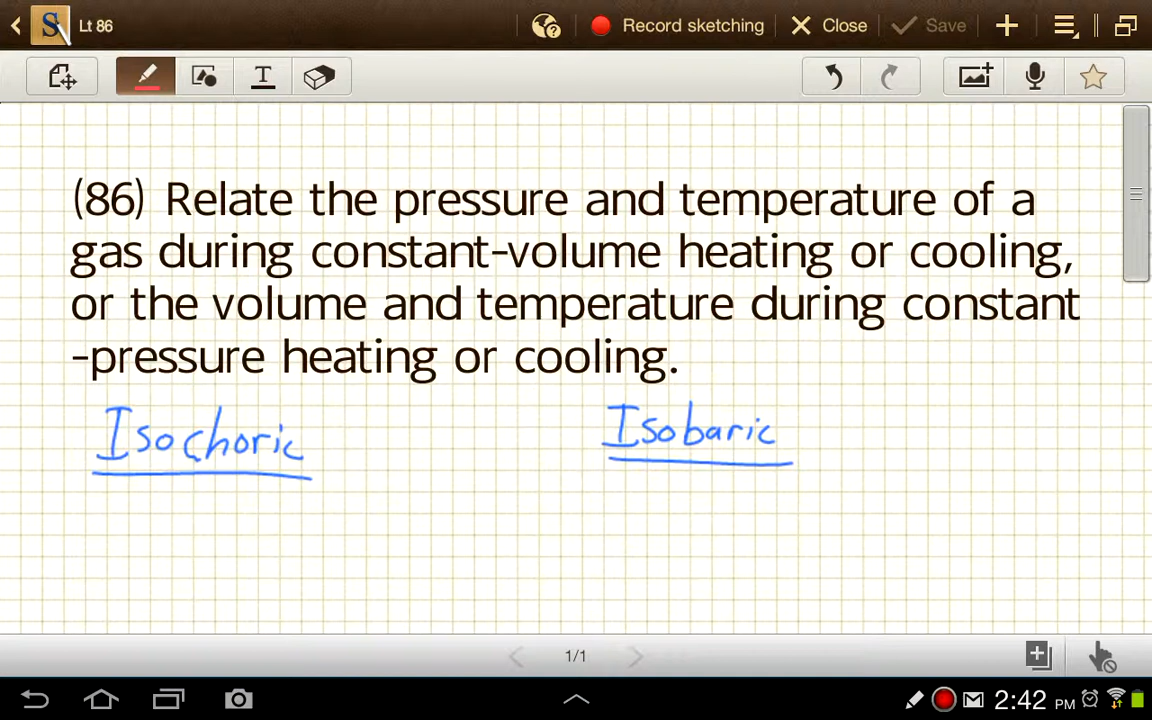 Lt 86
Record sketching
Close
Save
T
(86) Relate the pressure and temperature of a
gas during constant-volume heating or cooling,
or the volume and temperature during constant
-pressure heating or cooling.
Isochoric
Isobaric
1/1
2:42 PM